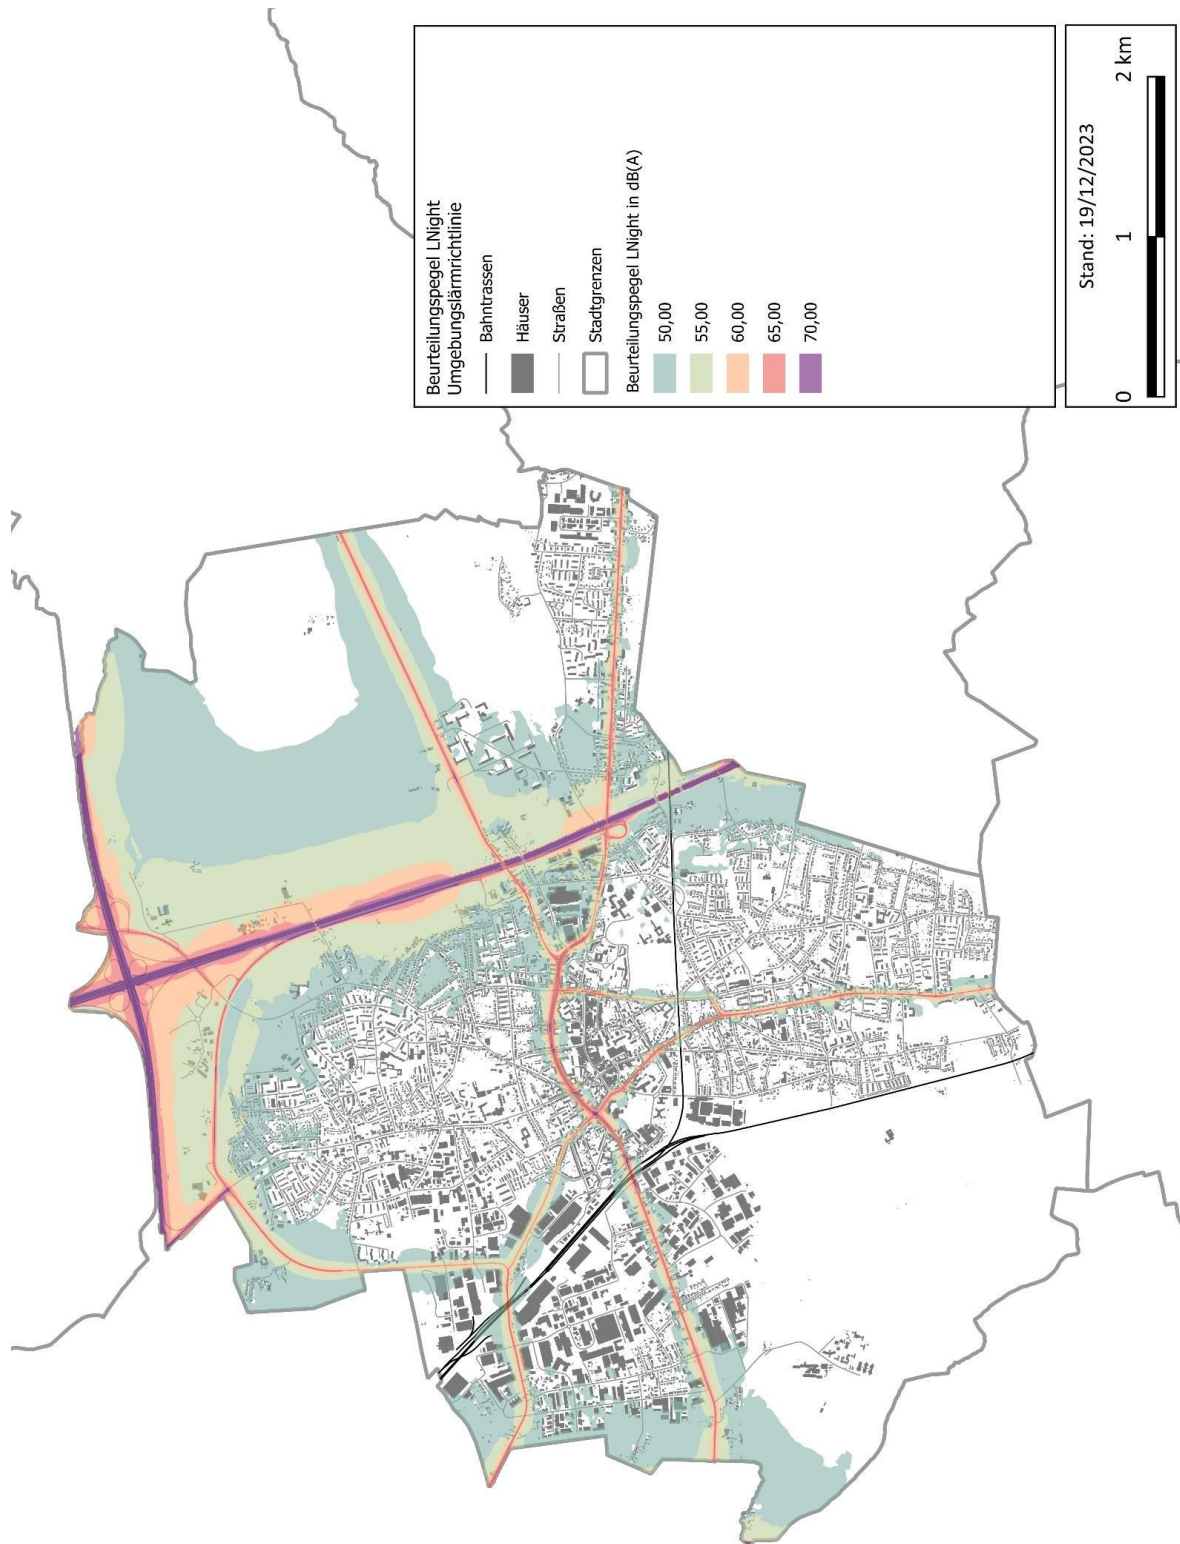 Beurteilungspegel LNight
Umgebungslärmrichtlinie
Bahntrassen
Häuser
Straßen
Stadtgrenzen
Beurteilungspegel LNight in dB(A)
50,00
55,00
60,00
65,00
70,00
Stand: 19/12/2023
0 1 2 km